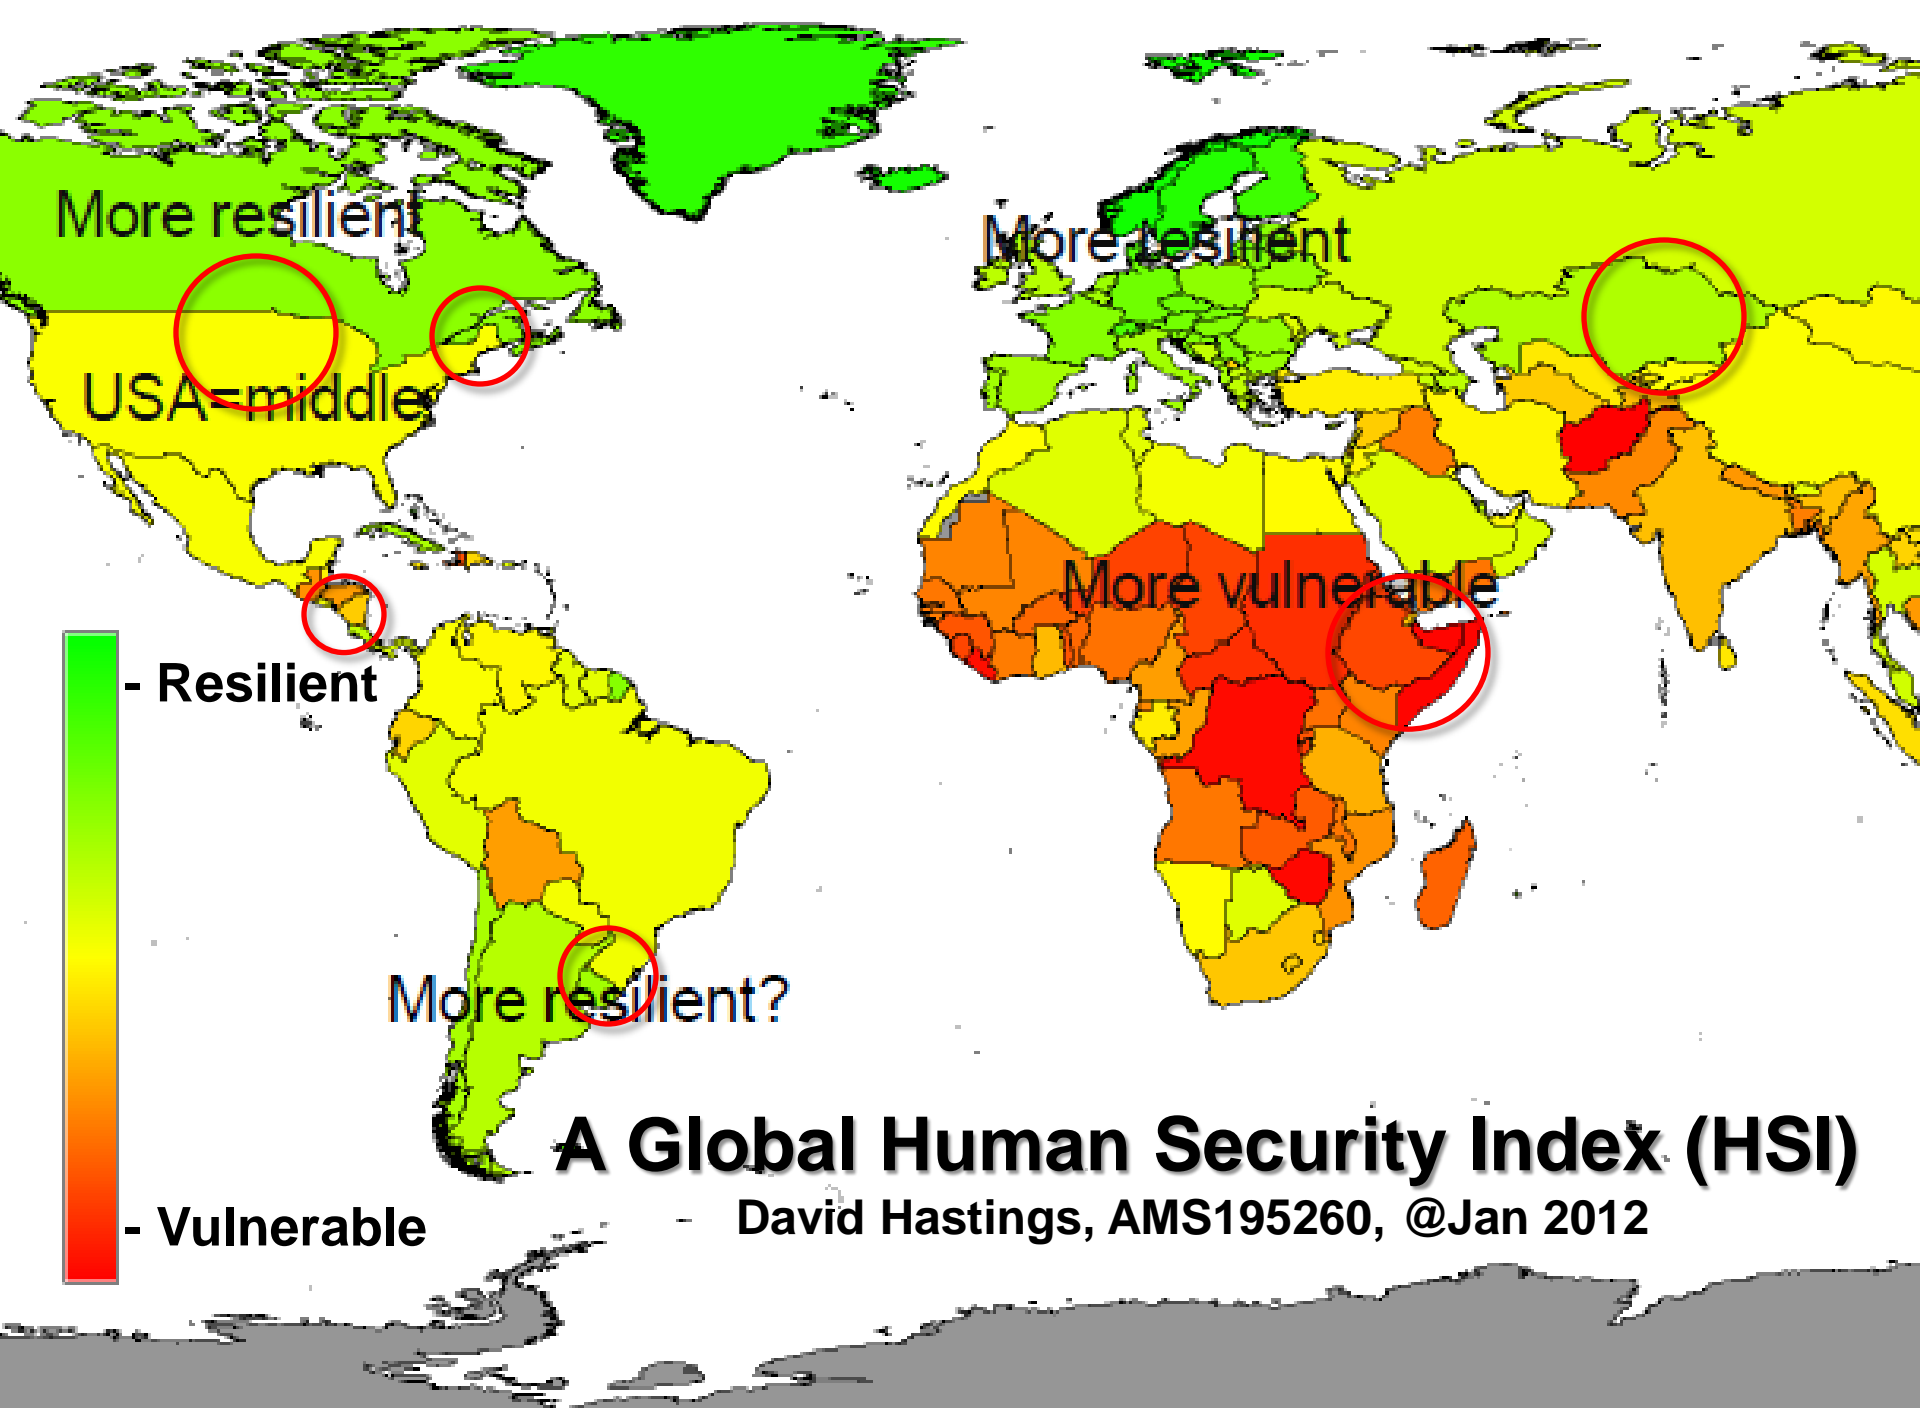 More resilient
More resilient
USA=middle
More vulnerable
- Resilient
More resilient?
A Global Human Security Index (HSI)
- Vulnerable
David Hastings, AMS195260, @Jan 2012